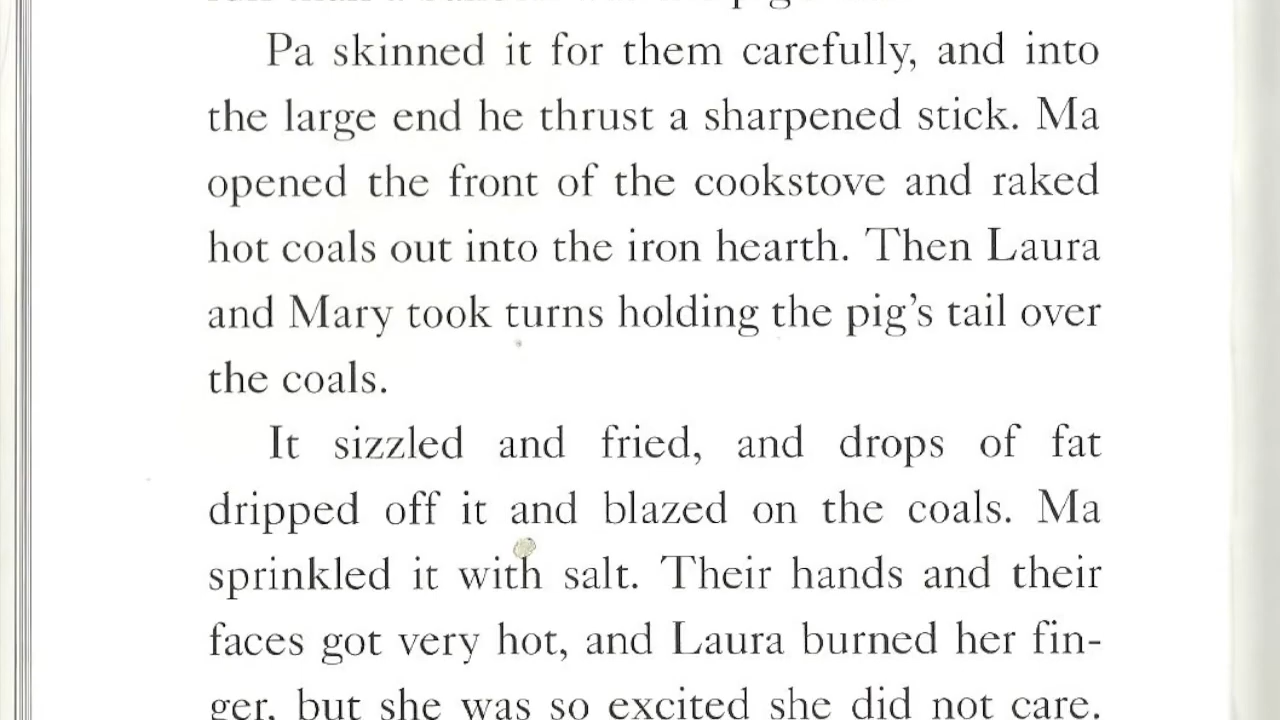 Pa skinned it for them carefully, and into
the large end he thrust a sharpened stick. Ma
opened the front of the cookstove and raked
hot coals out into the iron hearth. Then Laura
and Mary took turns holding the pig's tail over
the coals.
It sizzled and fried, and drops of fat
dripped off it and blazed on the coals. Ma
sprinkled it with salt. Their hands and their
faces got very hot, and Laura burned her fin-
ger, but she was so excited she did not care.